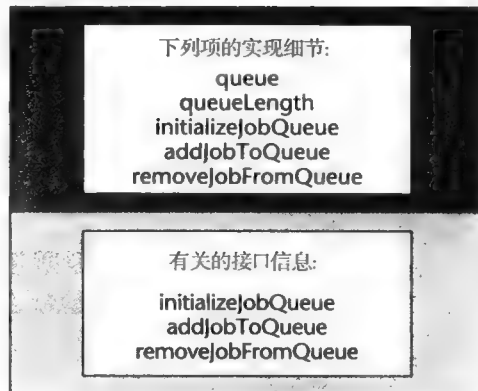 下列项的实现细节:
queue
queueLength
initializeJobQueue
addJobToQueue
removeJobFromQueue
有关的接口信息:
initializeJobQueue
addJobToQueue
removeJobFromQueue